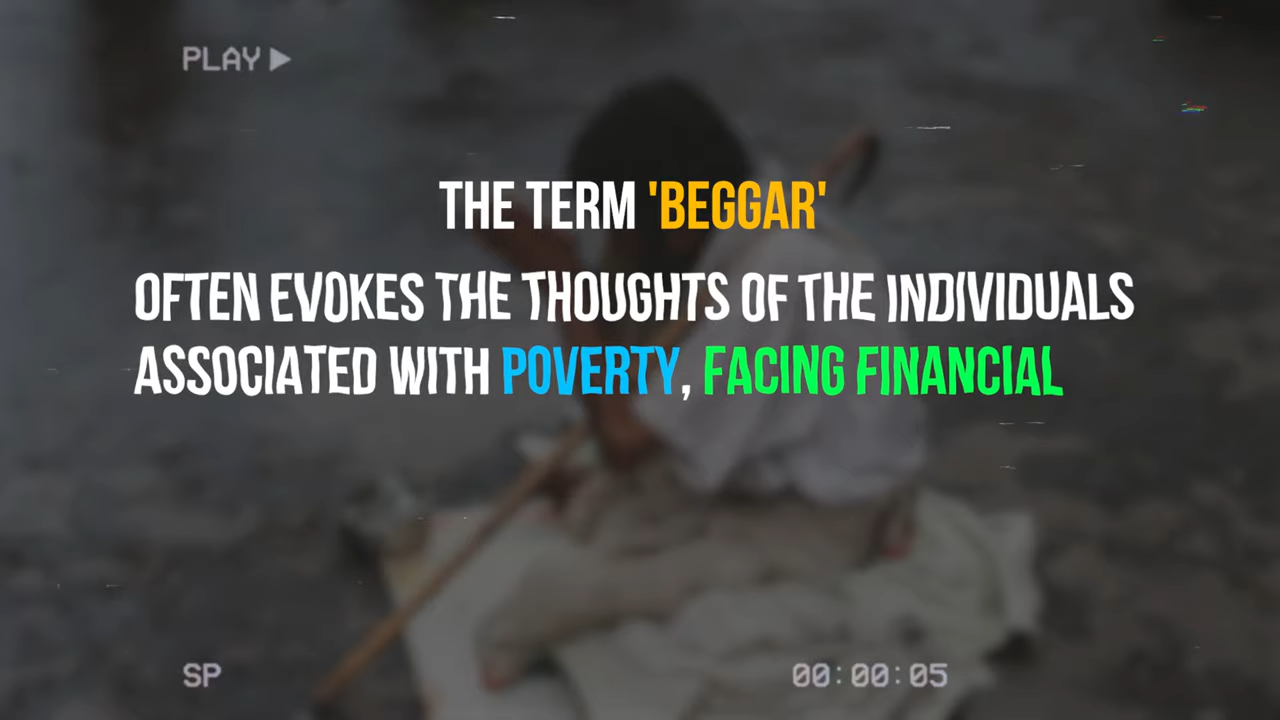 PLAY ▶
THE TERM 'BEGGAR'
OFTEN EVOKES THE THOUGHTS OF THE INDIVIDUALS
ASSOCIATED WITH POVERTY, FACING FINANCIAL
SP
00:00:05